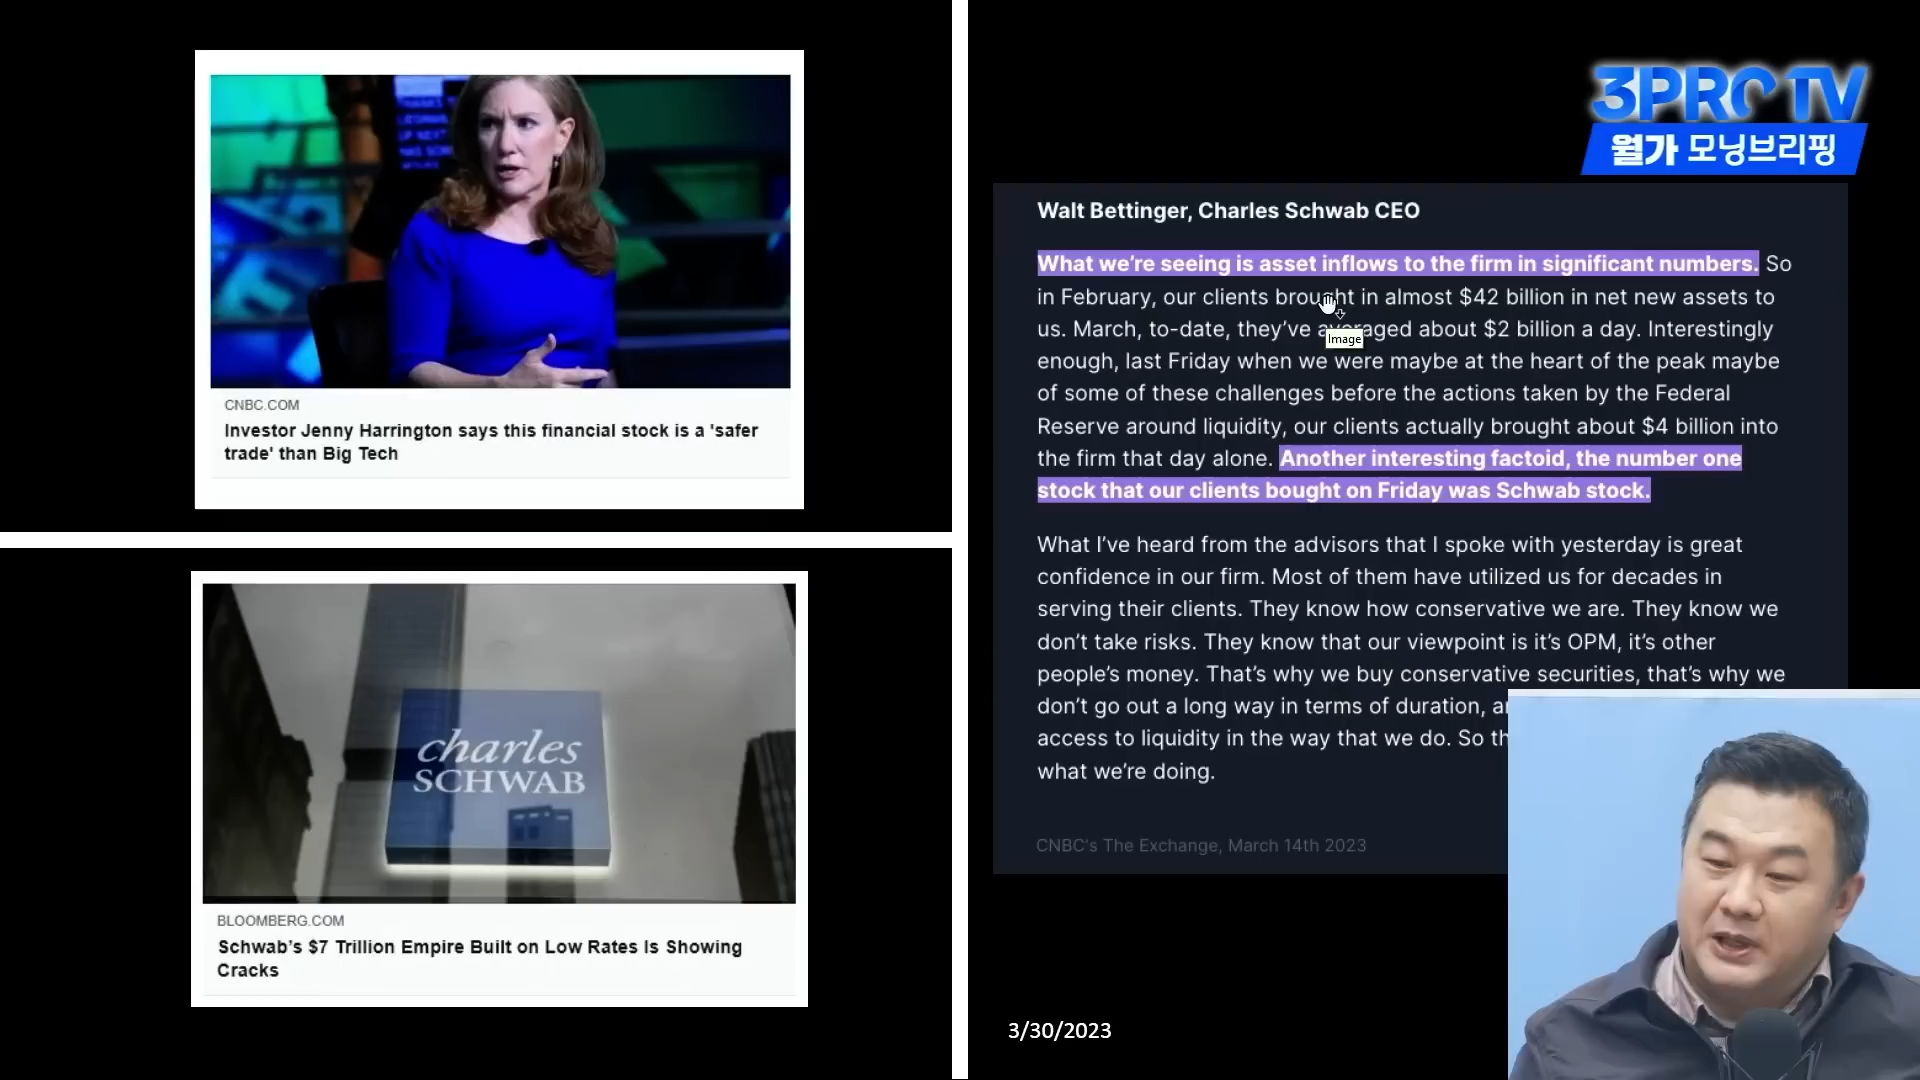 CNBC.COM
Investor Jenny Harrington says this financial stock is a 'safer
trade' than Big Tech
charles
SCHWAB
BLOOMBERG.COM
Schwab's $7 Trillion Empire Built on Low Rates Is Showing
Cracks
3PRO TV
월가 모닝브리핑
Walt Bettinger, Charles Schwab CEO
What we're seeing is asset inflows to the firm in significant numbers. So
in February, our clients brought in almost $42 billion in net new assets to
us. March, to-date, they've averaged about $2 billion a day. Interestingly
Image
enough, last Friday when we were maybe at the heart of the peak maybe
of some of these challenges before the actions taken by the Federal
Reserve around liquidity, our clients actually brought about $4 billion into
the firm that day alone. Another interesting factoid, the number one
stock that our clients bought on Friday was Schwab stock.
What I've heard from the advisors that I spoke with yesterday is great
confidence in our firm. Most of them have utilized us for decades in
serving their clients. They know how conservative we are. They know we
don't take risks. They know that our viewpoint is it's OPM, it's other
people's money. That's why we buy conservative securities, that's why we
don't go out a long way in terms of duration,
access to liquidity in the way that we do. So
what we're doing.
CNBC's The Exchange, March 14th 2023
3/30/2023